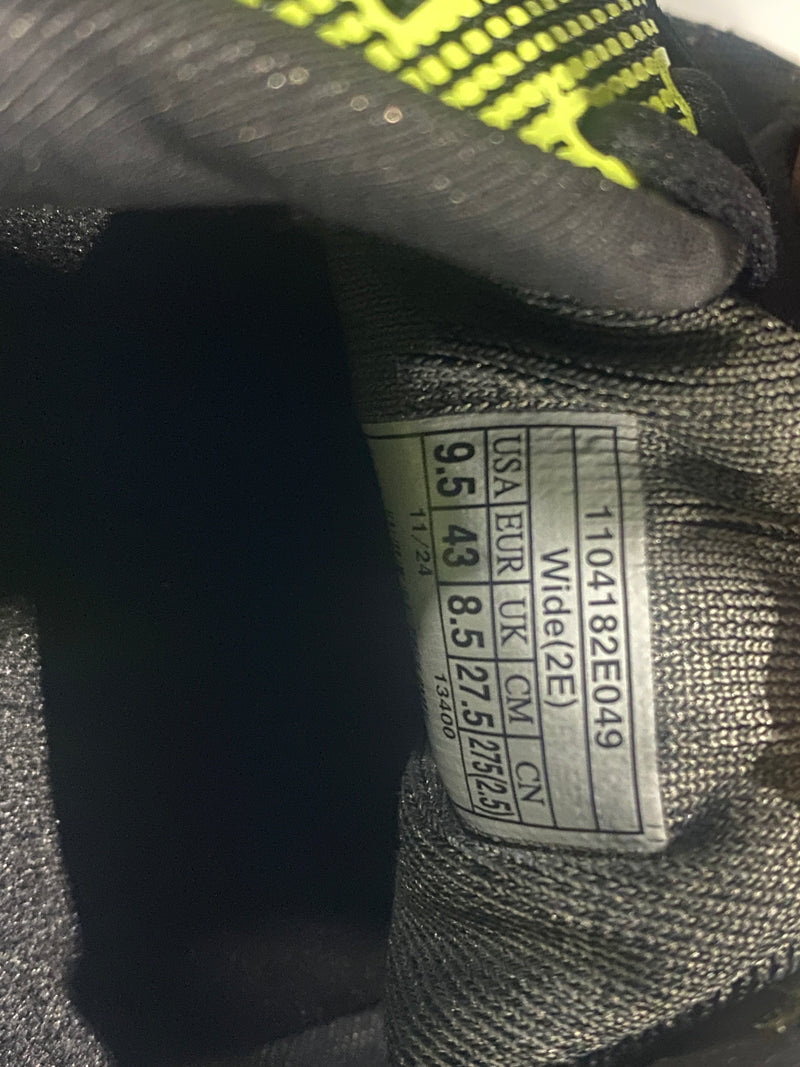 1104182E049
Wide(2E)
USA EUR UK CM CN
9.5 43 8.5 27.5 275(2.5)
11/24 13400